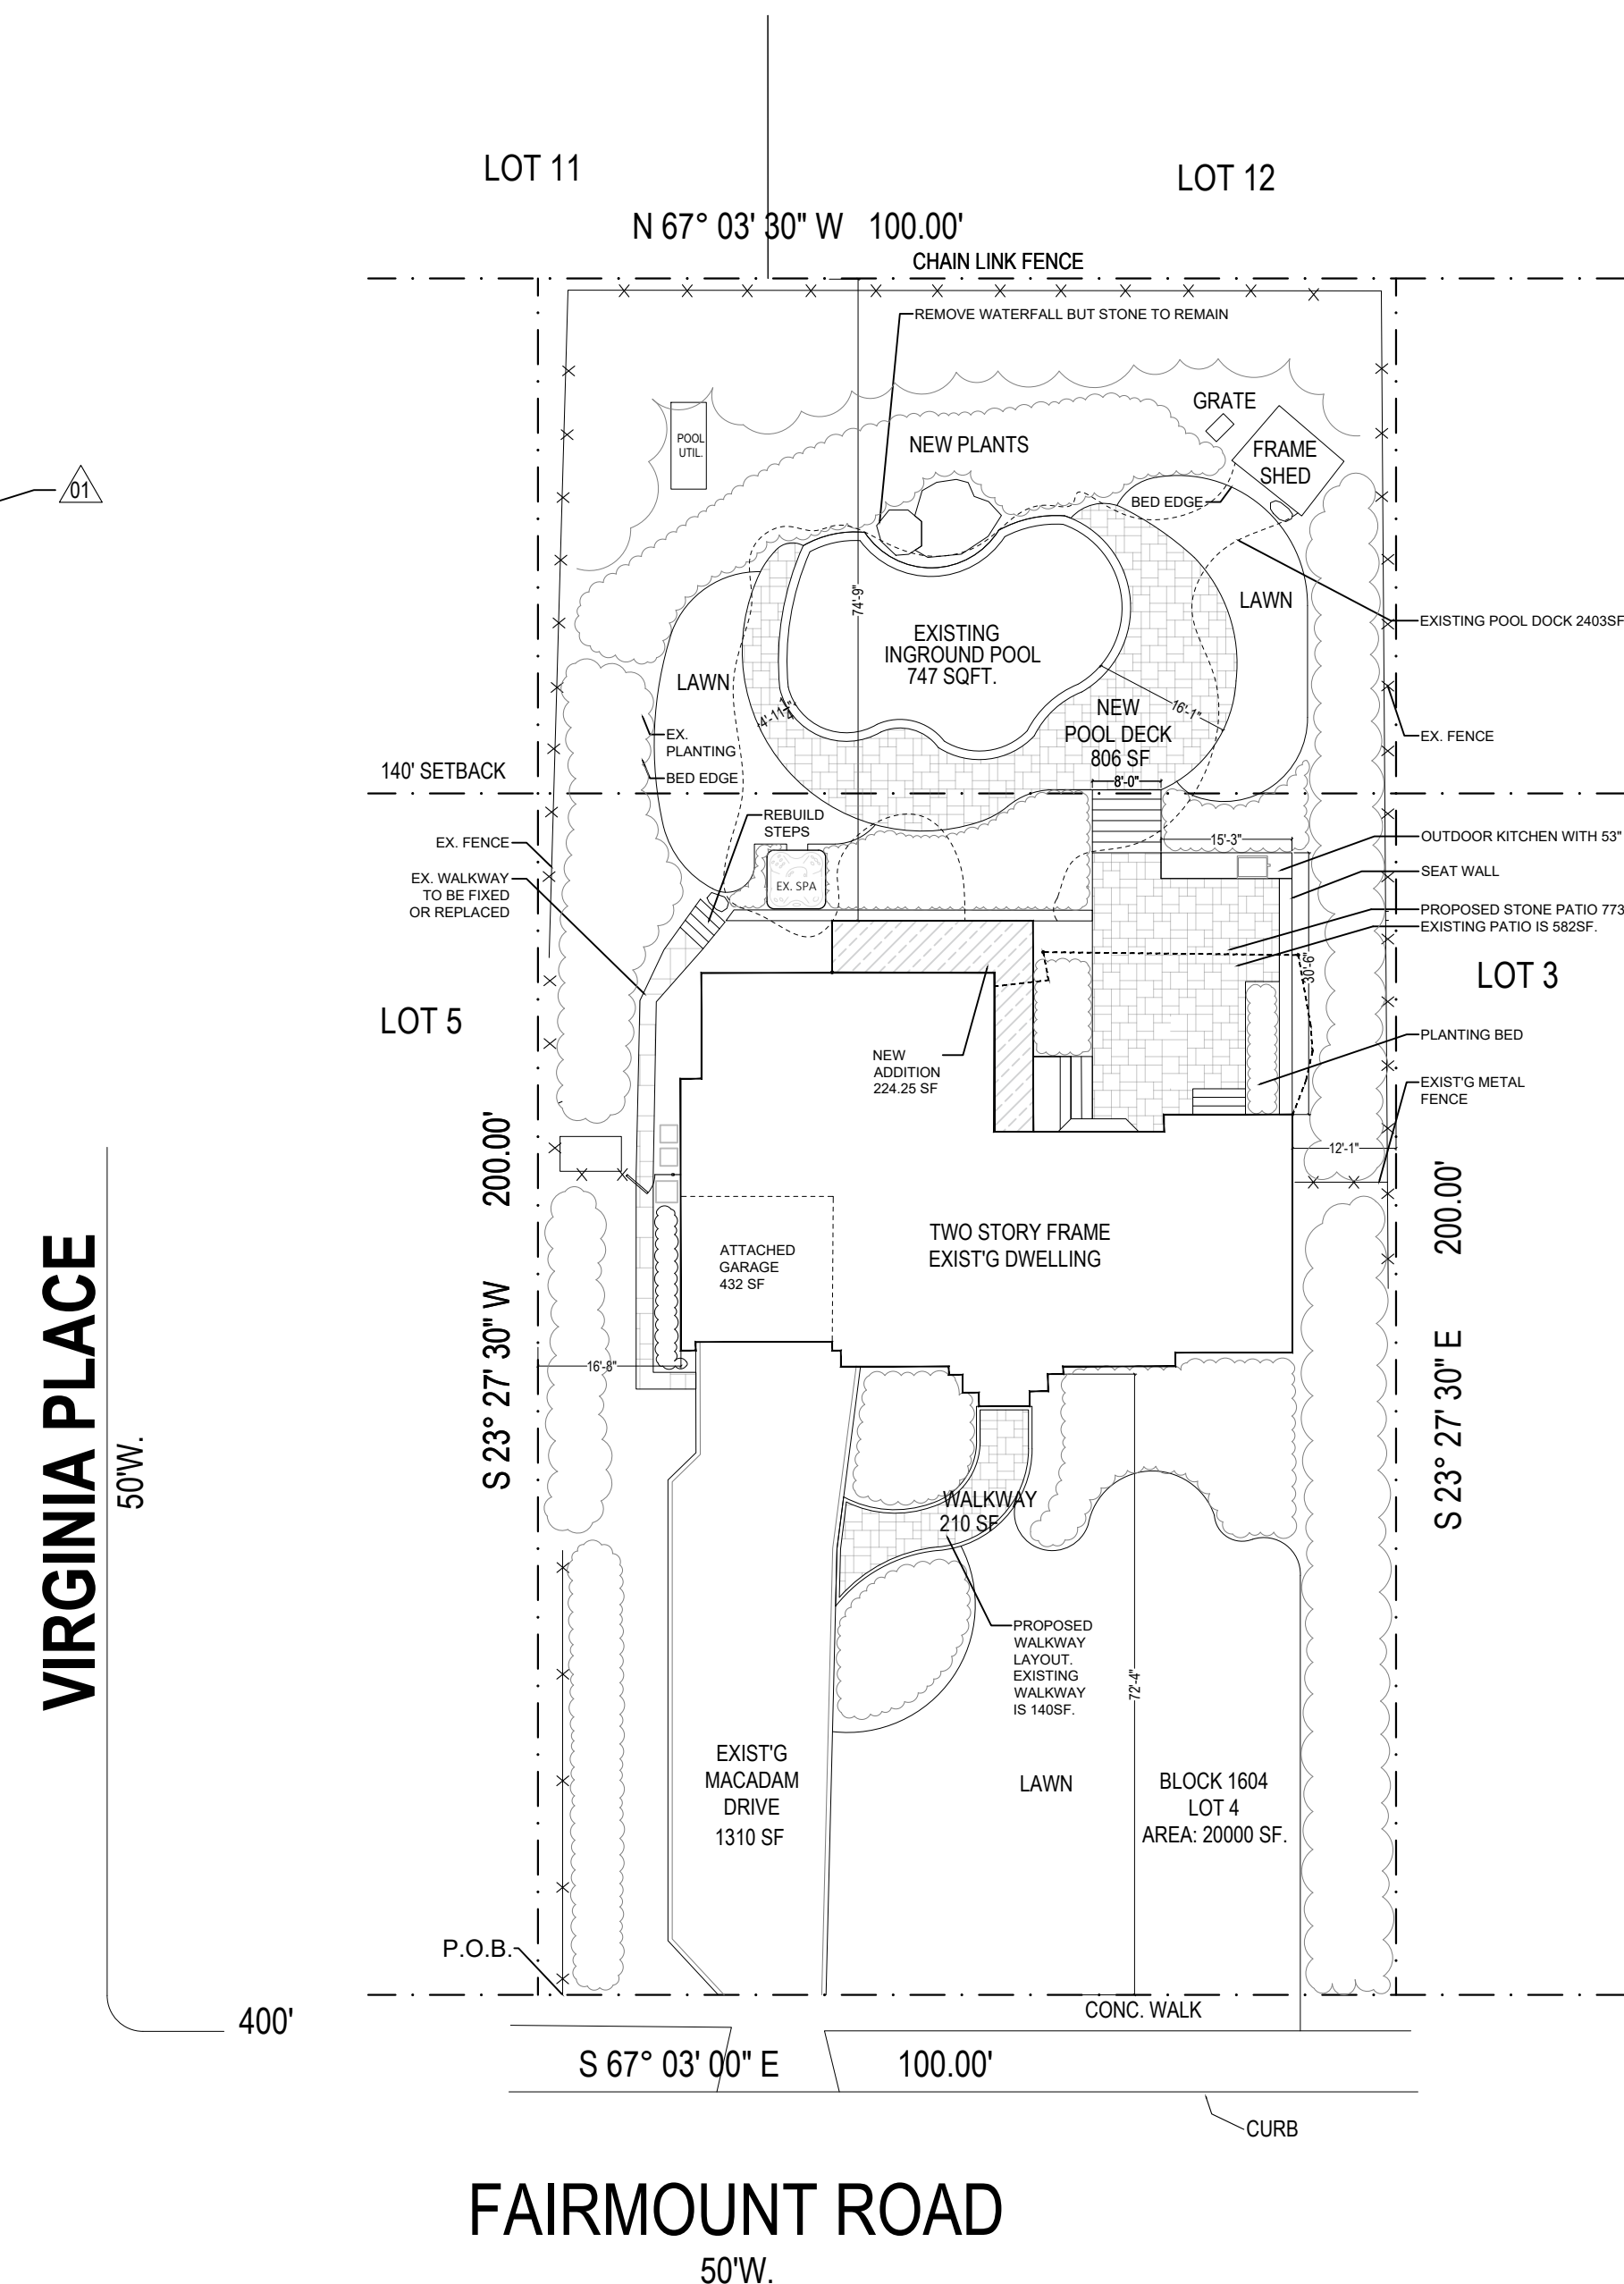 LOT 11
LOT 12
N 67° 03' 30" W 100.00'
CHAIN LINK FENCE
REMOVE WATERFALL BUT STONE TO REMAIN
GRATE
POOL
UTIL.
NEW PLANTS
FRAME
SHED
01
BED EDGE
74'-9"
LAWN
EXISTING POOL DOCK 2403SF
EXISTING
INGROUND POOL
747 SQFT.
LAWN
4'-11 1/4"
16'-1"
NEW
POOL DECK
806 SF
EX.
PLANTING
EX. FENCE
BED EDGE
140' SETBACK
8'-0"
REBUILD
STEPS
15'-3"
OUTDOOR KITCHEN WITH 53"
EX. FENCE
SEAT WALL
EX. WALKWAY
TO BE FIXED
OR REPLACED
EX. SPA
PROPOSED STONE PATIO 773
EXISTING PATIO IS 582SF.
30'-6"
LOT 3
LOT 5
PLANTING BED
NEW
ADDITION
224.25 SF
EXIST'G METAL
FENCE
12'-1"
200.00'
200.00'
TWO STORY FRAME
EXIST'G DWELLING
ATTACHED
GARAGE
432 SF
S 23° 27' 30" W
S 23° 27' 30" E
16'-8"
VIRGINIA PLACE
50'W.
WALKWAY
210 SF
PROPOSED
WALKWAY
LAYOUT.
EXISTING
WALKWAY
IS 140SF.
72'-4"
EXIST'G
MACADAM
DRIVE
1310 SF
LAWN
BLOCK 1604
LOT 4
AREA: 20000 SF.
P.O.B.
400'
CONC. WALK
S 67° 03' 00" E 100.00'
CURB
FAIRMOUNT ROAD
50'W.